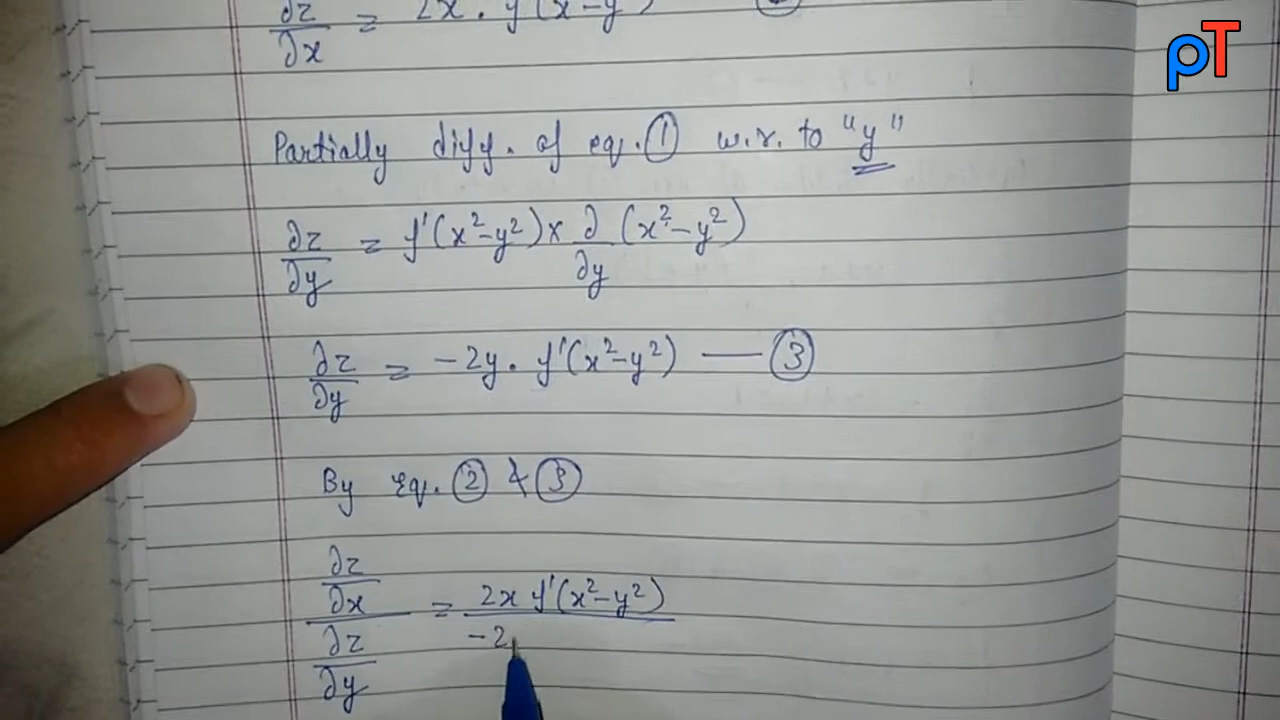 ∂z/∂x = 2x · f'(x²-y²) 
PT
Partially diff. of eq. ① w.r. to "y"
∂z/∂y = f'(x²-y²) x ∂/∂y (x²-y²)
∂z/∂y = -2y · f'(x²-y²) — ③
By eq. ② & ③
∂z/∂x / ∂z/∂y = 2x f'(x²-y²) / -2